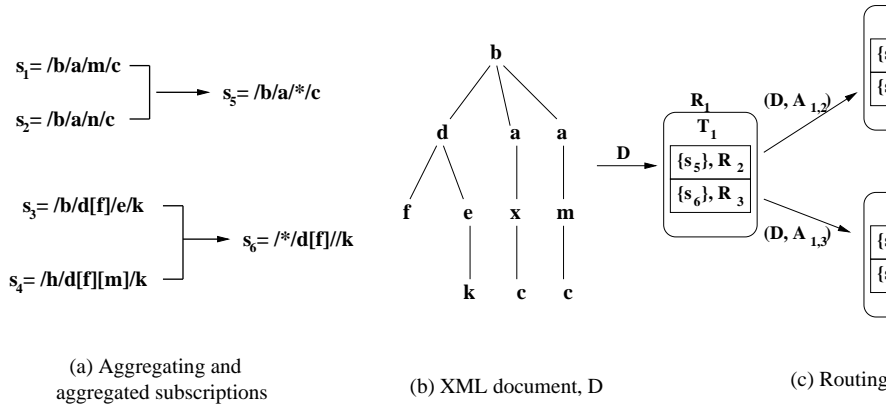 s1= /b/a/m/c
s2= /b/a/n/c
s5= /b/a/*/c
s3= /b/d[f]/e/k
s4= /h/d[f][m]/k
s6= /*/d[f]//k
(a) Aggregating and
aggregated subscriptions
b
d a a
f e x m
k c c
(b) XML document, D
D
R1
T1
{s5}, R2
{s6}, R3
(D, A1,2)
(D, A1,3)
{s
{s
{s
{s
(c) Routing